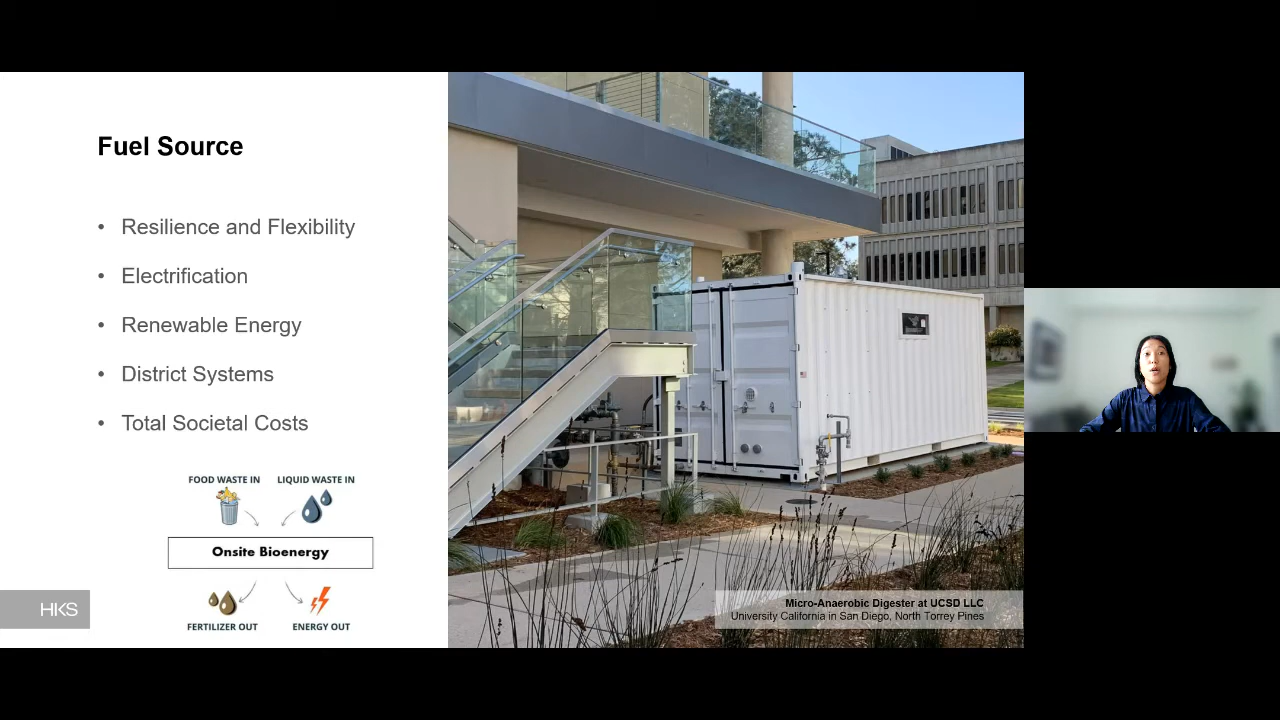 Fuel Source
• Resilience and Flexibility
• Electrification
• Renewable Energy
• District Systems
• Total Societal Costs
FOOD WASTE IN LIQUID WASTE IN
Onsite Bioenergy
FERTILIZER OUT ENERGY OUT
HKS
Micro-Anaerobic Digester at UCSD LLC
University California in San Diego, North Torrey Pines